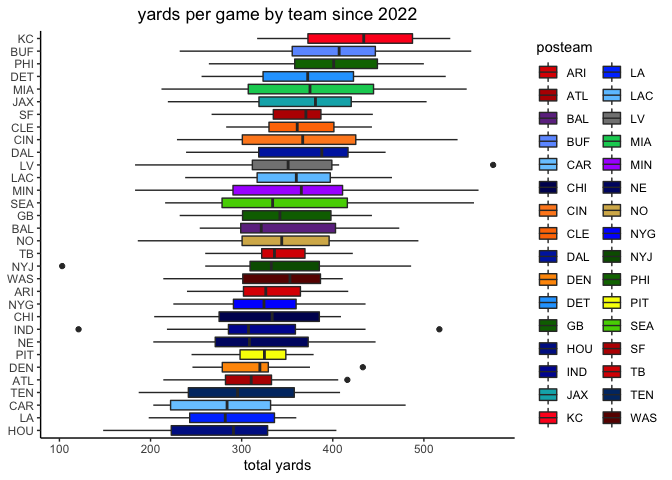 yards per game by team since 2022
KC
BUF
PHI
DET
MIA
JAX
SF
CLE
CIN
DAL
LV
LAC
MIN
SEA
GB
BAL
NO
TB
NYJ
WAS
ARI
NYG
CHI
IND
NE
PIT
DEN
ATL
TEN
CAR
LA
HOU
100 200 300 400 500
total yards
posteam
ARI LA
ATL LAC
BAL LV
BUF MIA
CAR MIN
CHI NE
CIN NO
CLE NYG
DAL NYJ
DEN PHI
DET PIT
GB SEA
HOU SF
IND TB
JAX TEN
KC WAS